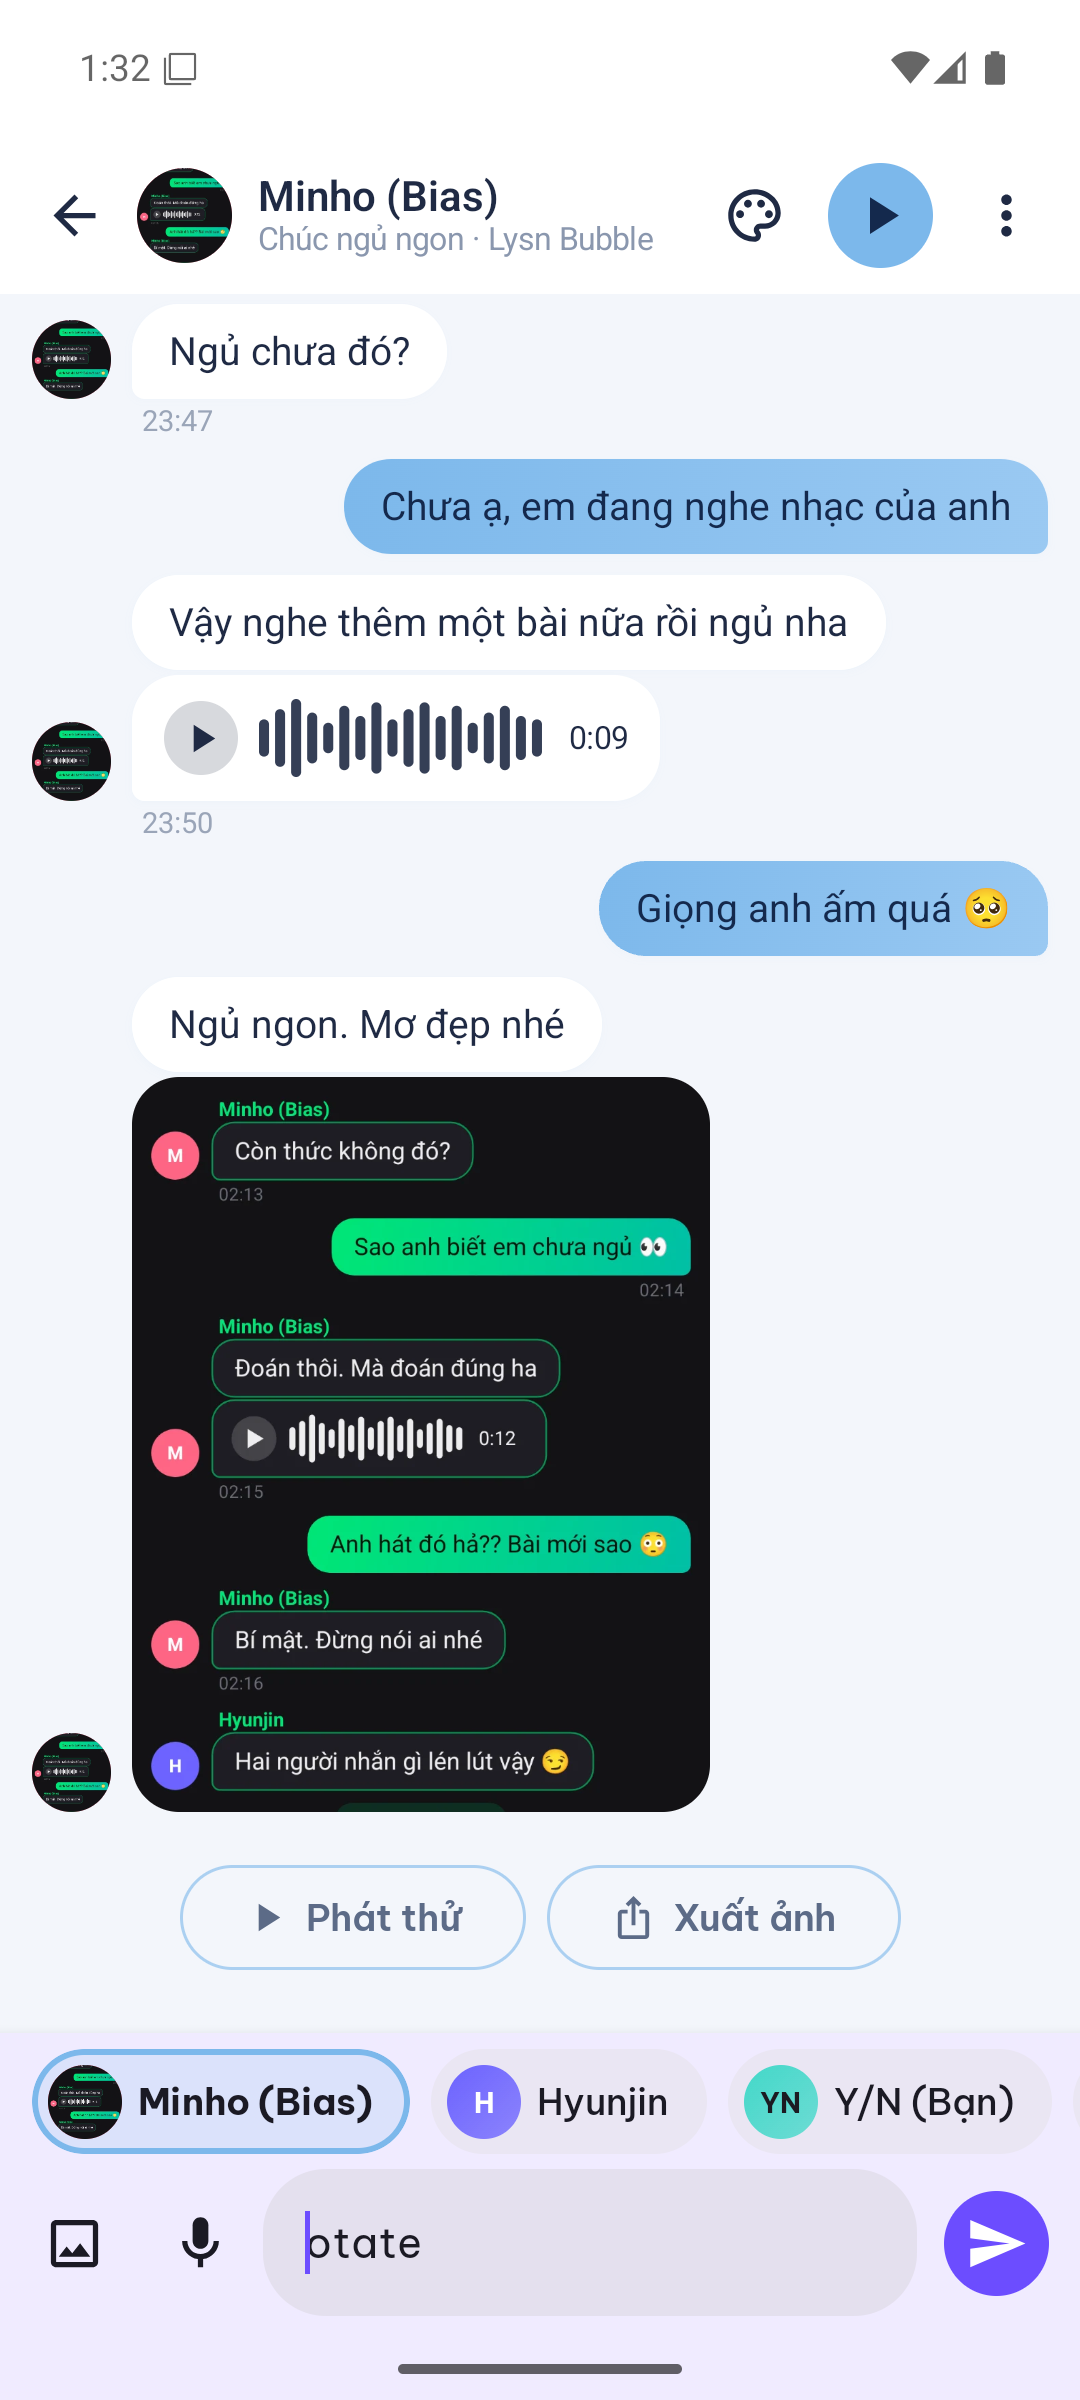 1:32
Minho (Bias)
Chúc ngủ ngon · Lysn Bubble
Ngủ chưa đó?
23:47
Chưa ạ, em đang nghe nhạc của anh
Vậy nghe thêm một bài nữa rồi ngủ nha
0:09
23:50
Giọng anh ấm quá 🥺
Ngủ ngon. Mơ đẹp nhé
Minho (Bias)
M
Còn thức không đó?
02:13
Sao anh biết em chưa ngủ 👀
02:14
Minho (Bias)
Đoán thôi. Mà đoán đúng ha
M
0:12
02:15
Anh hát đó hả?? Bài mới sao 😳
Minho (Bias)
M
Bí mật. Đừng nói ai nhé
02:16
Hyunjin
H
Hai người nhắn gì lén lút vậy 😏
Phát thử
Xuất ảnh
Minho (Bias)
H Hyunjin
YN Y/N (Bạn)
otate